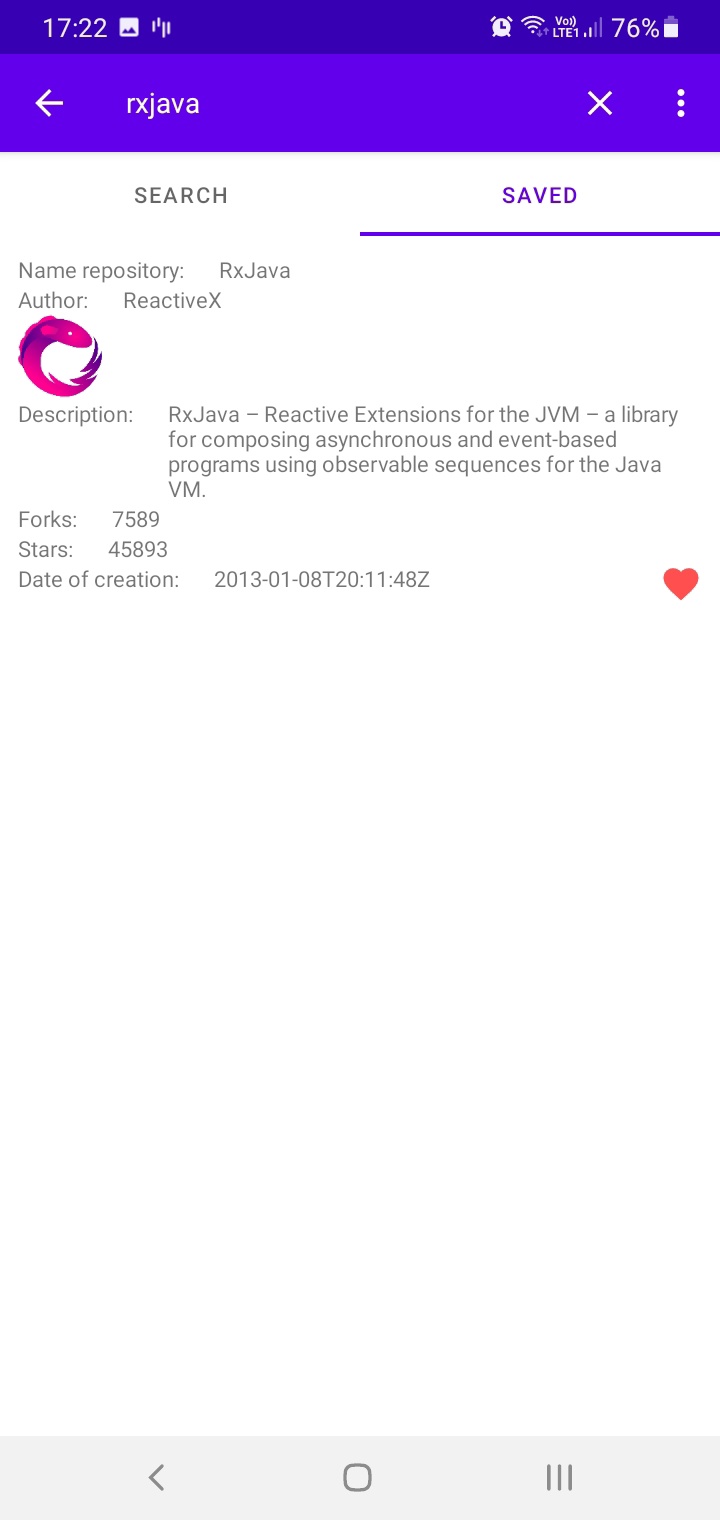 17:22 Vo)) LTE1 76%
rxjava
SEARCH SAVED
Name repository: RxJava
Author: ReactiveX
Description: RxJava – Reactive Extensions for the JVM – a library
for composing asynchronous and event-based
programs using observable sequences for the Java
VM.
Forks: 7589
Stars: 45893
Date of creation: 2013-01-08T20:11:48Z